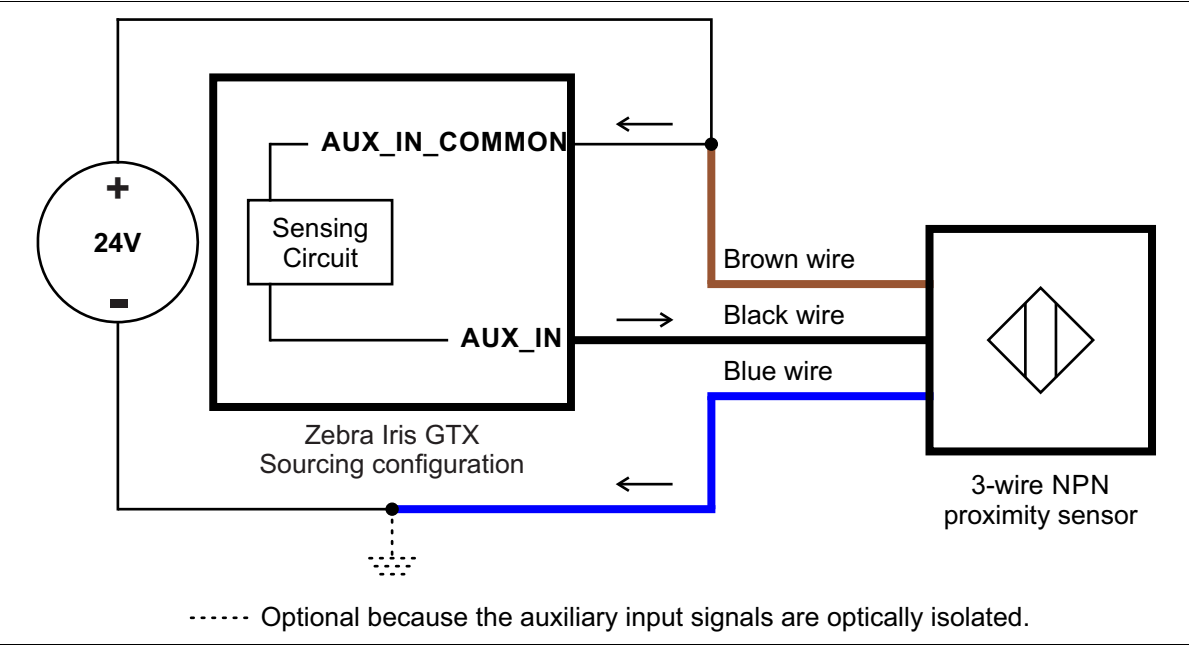 AUX_IN_COMMON
+
24V
-
Sensing
Circuit
Brown wire
Black wire
AUX_IN
Blue wire
Zebra Iris GTX
Sourcing configuration
3-wire NPN
proximity sensor
Optional because the auxiliary input signals are optically isolated.